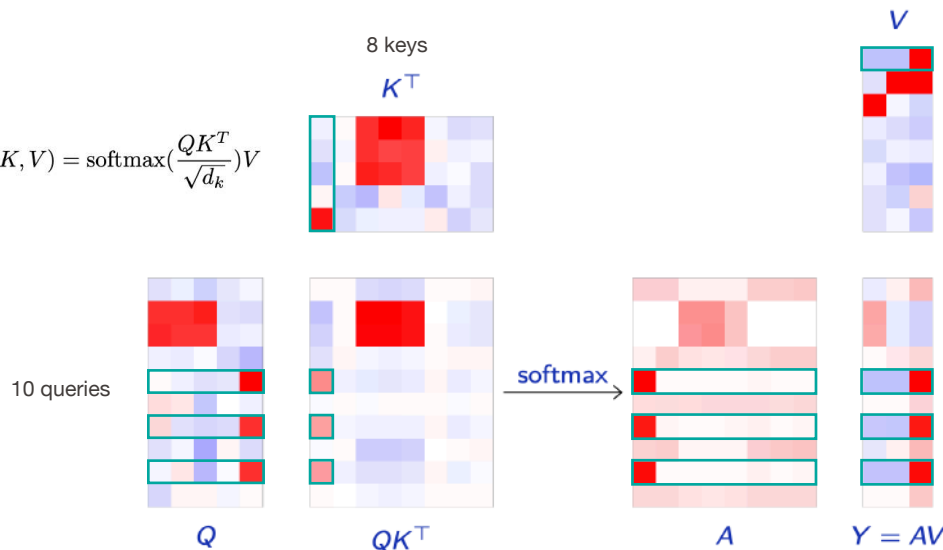 8 keys
K⊤
V
K, V) = softmax(QK^T/√d_k)V
10 queries
softmax
Q
QK⊤
A
Y = AV